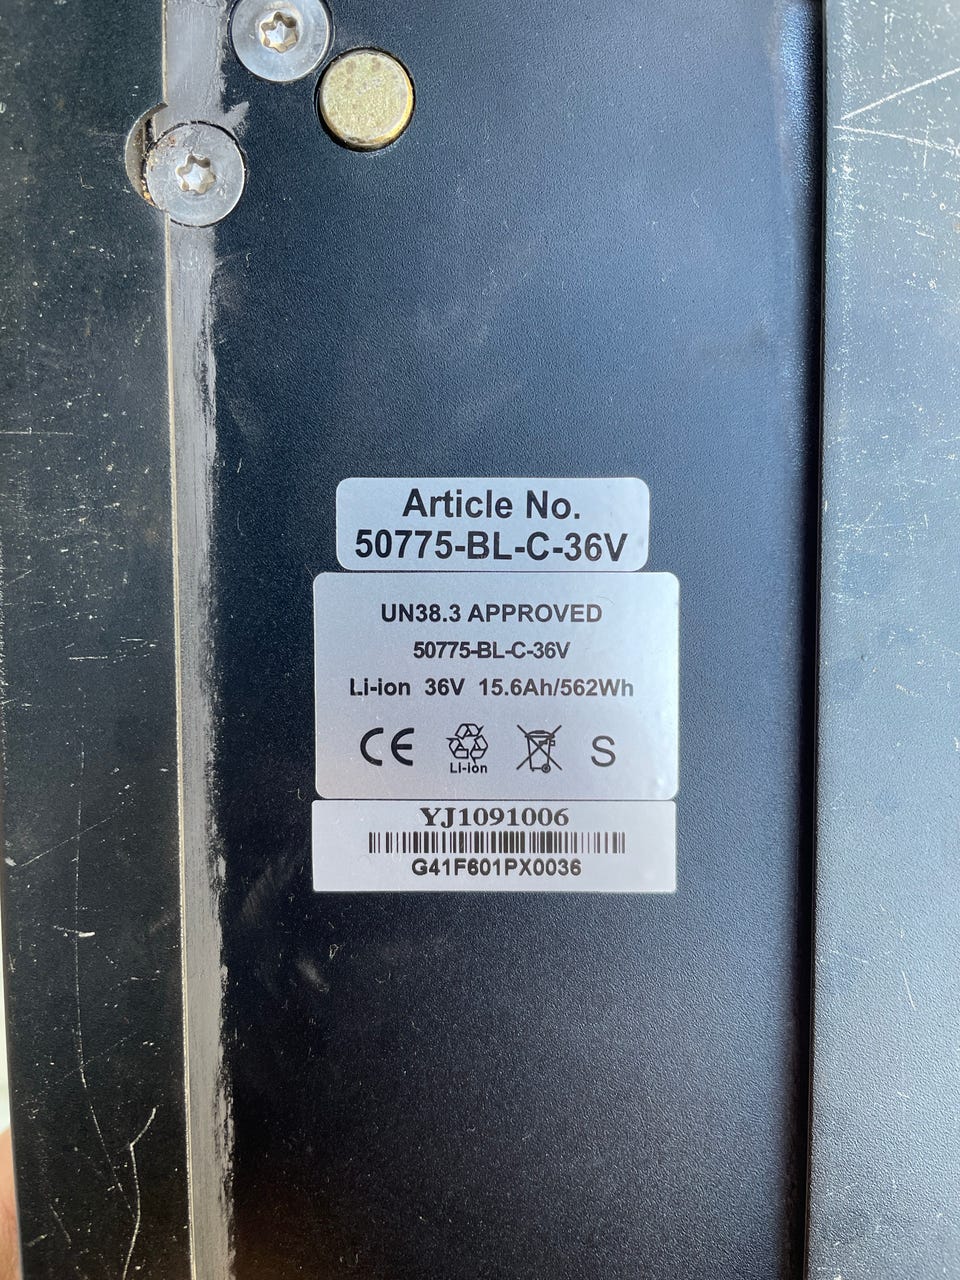 Article No.
50775-BL-C-36V
UN38.3 APPROVED
50775-BL-C-36V
Li-ion 36V 15.6Ah/562Wh
CE Li-ion S
YJ1091006
G41F601PX0036